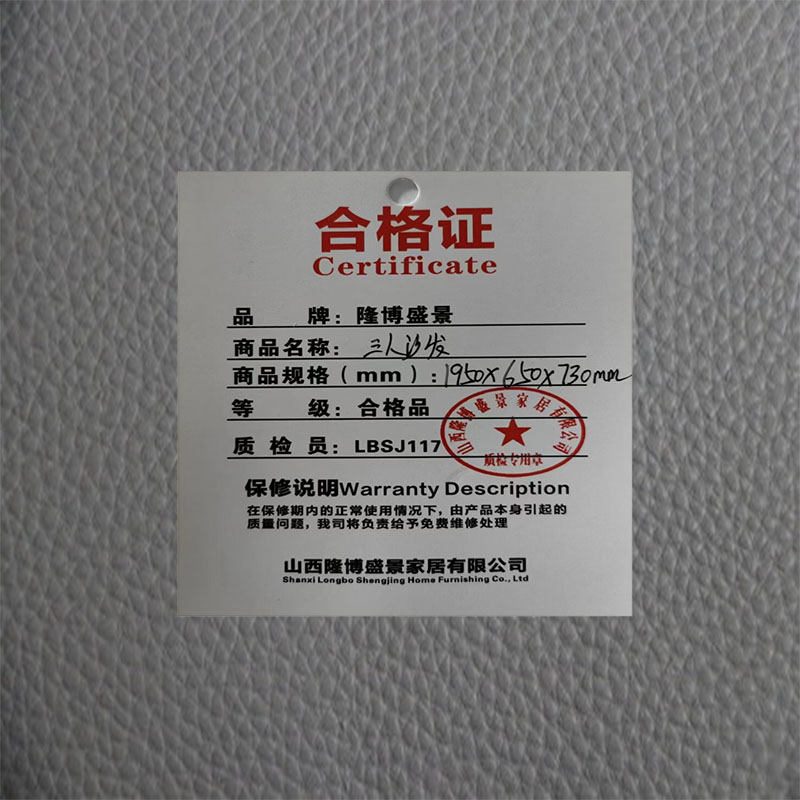 合格证
Certificate
品 牌：隆博盛景
商品名称：三人沙发
商品规格（mm）：1950×650×730mm
等 级：合格品
质 检 员：LBSJ117
山西隆博盛景家居有限公司
质检专用章
保修说明Warranty Description
在保修期内的正常使用情况下，由产品本身引起的
质量问题，我司将负责给予免费维修处理
山西隆博盛景家居有限公司
Shanxi Longbo Shengjing Home Furnishing Co., Ltd